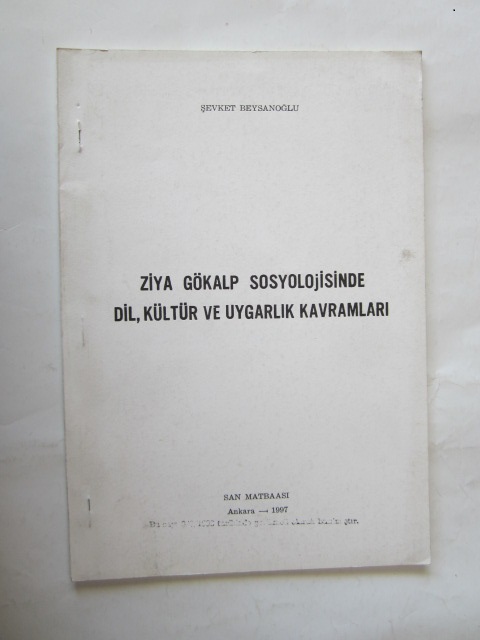 ŞEVKET BEYSANOĞLU
ZİYA GÖKALP SOSYOLOjİSİNDE
DİL, KÜLTÜR VE UYGARLIK KAVRAMLARI
SAN MATBAASI
Ankara — 1997